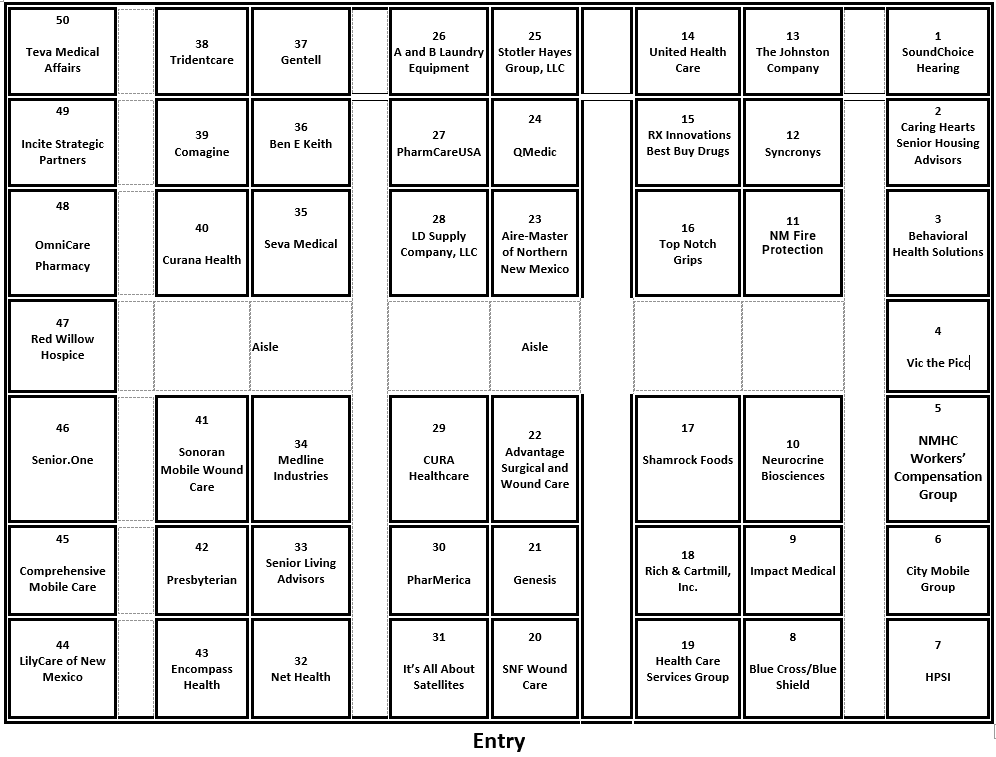 50
Teva Medical
Affairs
38
Tridentcare
37
Gentell
26
A and B Laundry
Equipment
25
Stotler Hayes
Group, LLC
14
United Health
Care
13
The Johnston
Company
1
SoundChoice
Hearing
49
Incite Strategic
Partners
39
Comagine
36
Ben E Keith
27
PharmCareUSA
24
QMedic
15
RX Innovations
Best Buy Drugs
12
Syncronys
2
Caring Hearts
Senior Housing
Advisors
48
OmniCare
Pharmacy
40
Curana Health
35
Seva Medical
28
LD Supply
Company, LLC
23
Aire-Master
of Northern
New Mexico
16
Top Notch
Grips
11
NM Fire
Protection
3
Behavioral
Health Solutions
47
Red Willow
Hospice
Aisle
Aisle
4
Vic the Picc
46
Senior.One
41
Sonoran
Mobile Wound
Care
34
Medline
Industries
29
CURA
Healthcare
22
Advantage
Surgical and
Wound Care
17
Shamrock Foods
10
Neurocrine
Biosciences
5
NMHC
Workers’
Compensation
Group
45
Comprehensive
Mobile Care
42
Presbyterian
33
Senior Living
Advisors
30
PharMerica
21
Genesis
18
Rich & Cartmill,
Inc.
9
Impact Medical
6
City Mobile
Group
44
LilyCare of New
Mexico
43
Encompass
Health
32
Net Health
31
It’s All About
Satellites
20
SNF Wound
Care
19
Health Care
Services Group
8
Blue Cross/Blue
Shield
7
HPSI
Entry